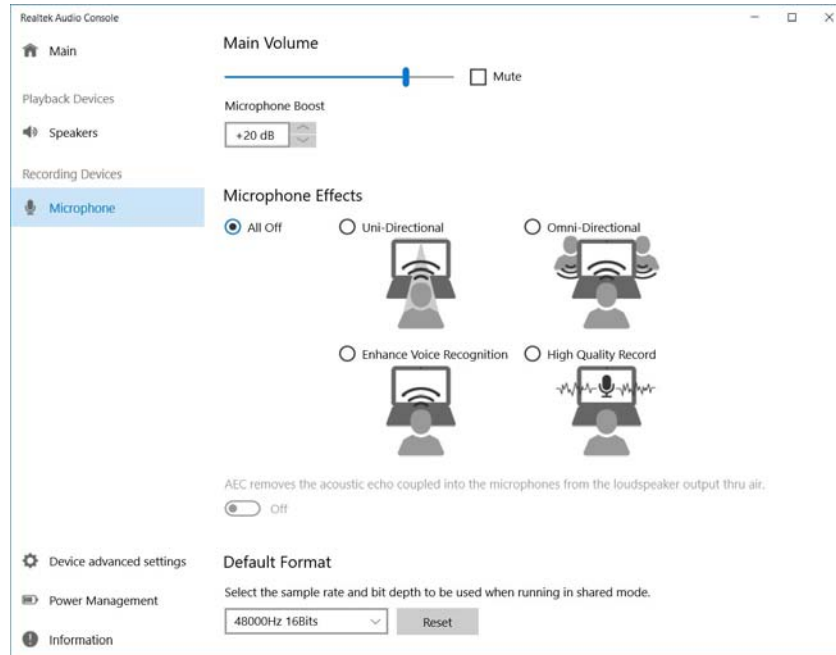 Realtek Audio Console
Main
Playback Devices
Speakers
Recording Devices
Microphone
Device advanced settings
Power Management
Information
Main Volume
Mute
Microphone Boost
+20 dB
Microphone Effects
All Off
Uni-Directional
Omni-Directional
Enhance Voice Recognition
High Quality Record
AEC removes the acoustic echo coupled into the microphones from the loudspeaker output thru air.
Off
Default Format
Select the sample rate and bit depth to be used when running in shared mode.
48000Hz 16Bits
Reset